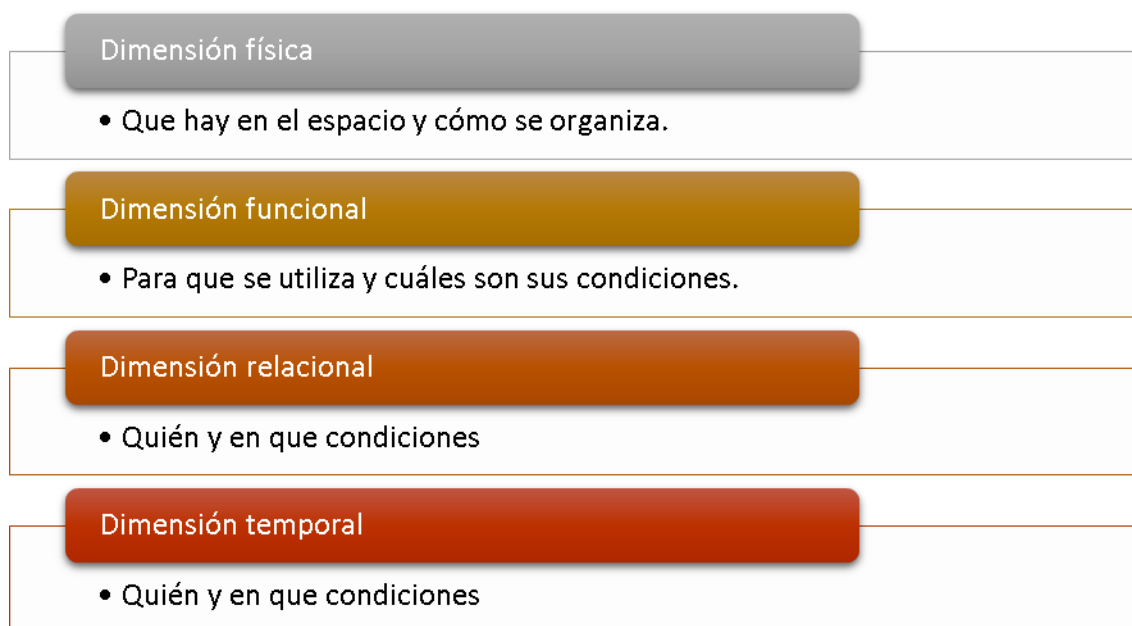 Dimensión física
• Que hay en el espacio y cómo se organiza.
Dimensión funcional
• Para que se utiliza y cuáles son sus condiciones.
Dimensión relacional
• Quién y en que condiciones
Dimensión temporal
• Quién y en que condiciones